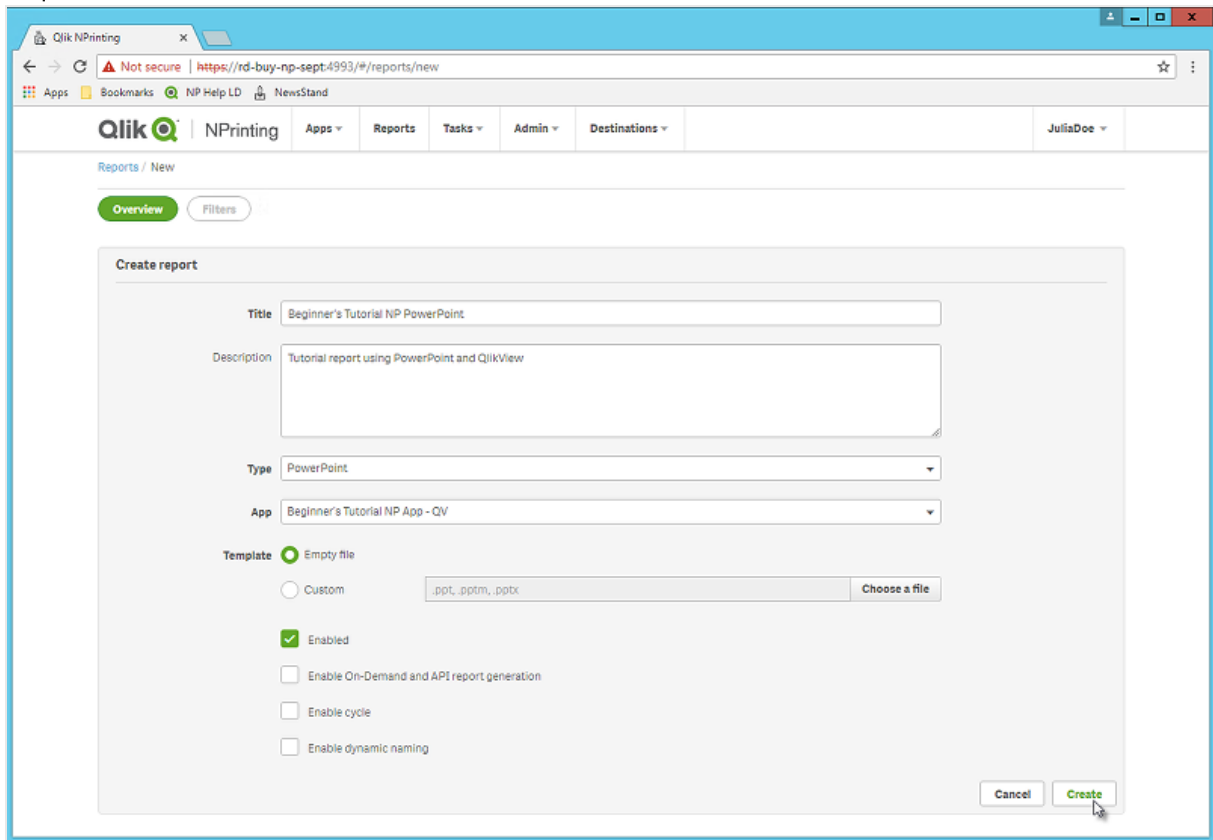 Qlik NPrinting
Not secure | https://rd-buy-np-sept:4993/#/reports/new
Apps Bookmarks NP Help LD NewsStand
Qlik NPrinting Apps Reports Tasks Admin Destinations JuliaDoe
Reports / New
Overview Filters
Create report
Title Beginner's Tutorial NP PowerPoint
Description Tutorial report using PowerPoint and QlikView
Type PowerPoint
App Beginner's Tutorial NP App - QV
Template Empty file
Custom .ppt, .pptm, .pptx Choose a file
Enabled
Enable On-Demand and API report generation
Enable cycle
Enable dynamic naming
Cancel Create